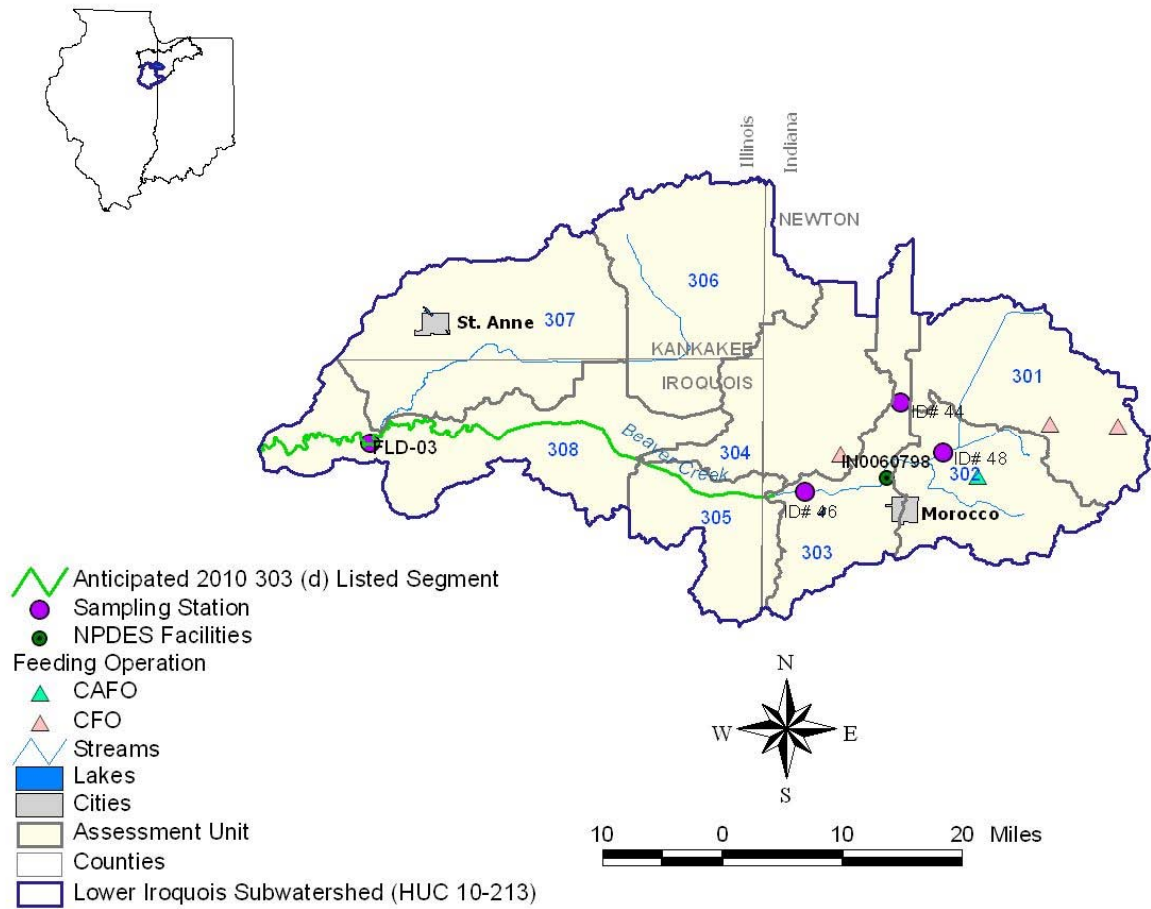 Illinois
Indiana
NEWTON
306
307
St. Anne
KANKAKEE
IROQUOIS
301
ID# 44
FLD-03
308
Beaver Creek
304
IN0060798
ID# 48
302
305
ID# 46
Morocco
303
Anticipated 2010 303 (d) Listed Segment
Sampling Station
NPDES Facilities
Feeding Operation
CAFO
CFO
Streams
Lakes
Cities
Assessment Unit
Counties
Lower Iroquois Subwatershed (HUC 10-213)
N
W E
S
10 0 10 20 Miles